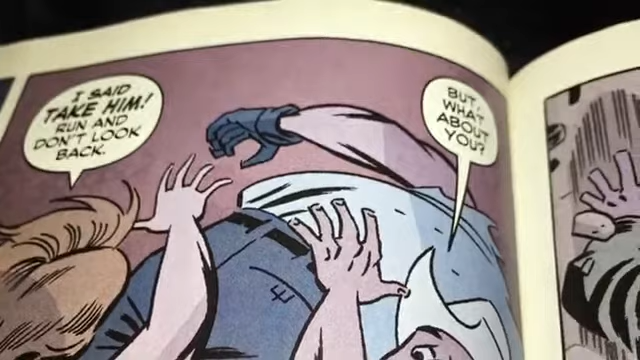 I SAID
TAKE HIM!
RUN AND
DON'T LOOK
BACK.
BUT,
WHAT
ABOUT
YOU?